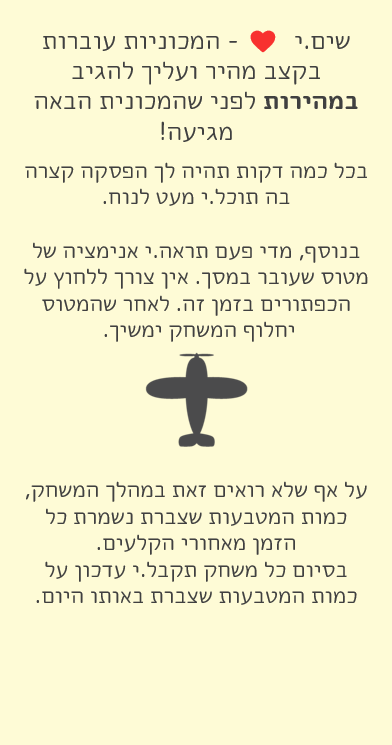 שים.י ❤ - המכוניות עוברות
בקצב מהיר ועליך להגיב
במהירות לפני שהמכונית הבאה
מגיעה!
בכל כמה דקות תהיה לך הפסקה קצרה
בה תוכל.י מעט לנוח.
בנוסף, מדי פעם תראה.י אנימציה של
מטוס שעובר במסך. אין צורך ללחוץ על
הכפתורים בזמן זה. לאחר שהמטוס
יחלוף המשחק ימשיך.
על אף שלא רואים זאת במהלך המשחק,
כמות המטבעות שצברת נשמרת כל
הזמן מאחורי הקלעים.
בסיום כל משחק תקבל.י עדכון על
כמות המטבעות שצברת באותו היום.